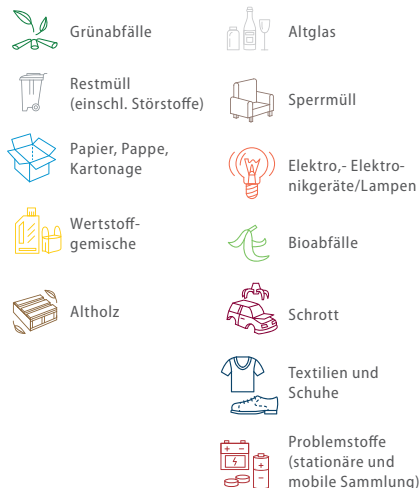 Grünabfälle
Restmüll
(einschl. Störstoffe)
Papier, Pappe,
Kartonage
Wertstoff-
gemische
Altholz
Altglas
Sperrmüll
Elektro,- Elektro-
nikgeräte/Lampen
Bioabfälle
Schrott
Textilien und
Schuhe
Problemstoffe
(stationäre und
mobile Sammlung)